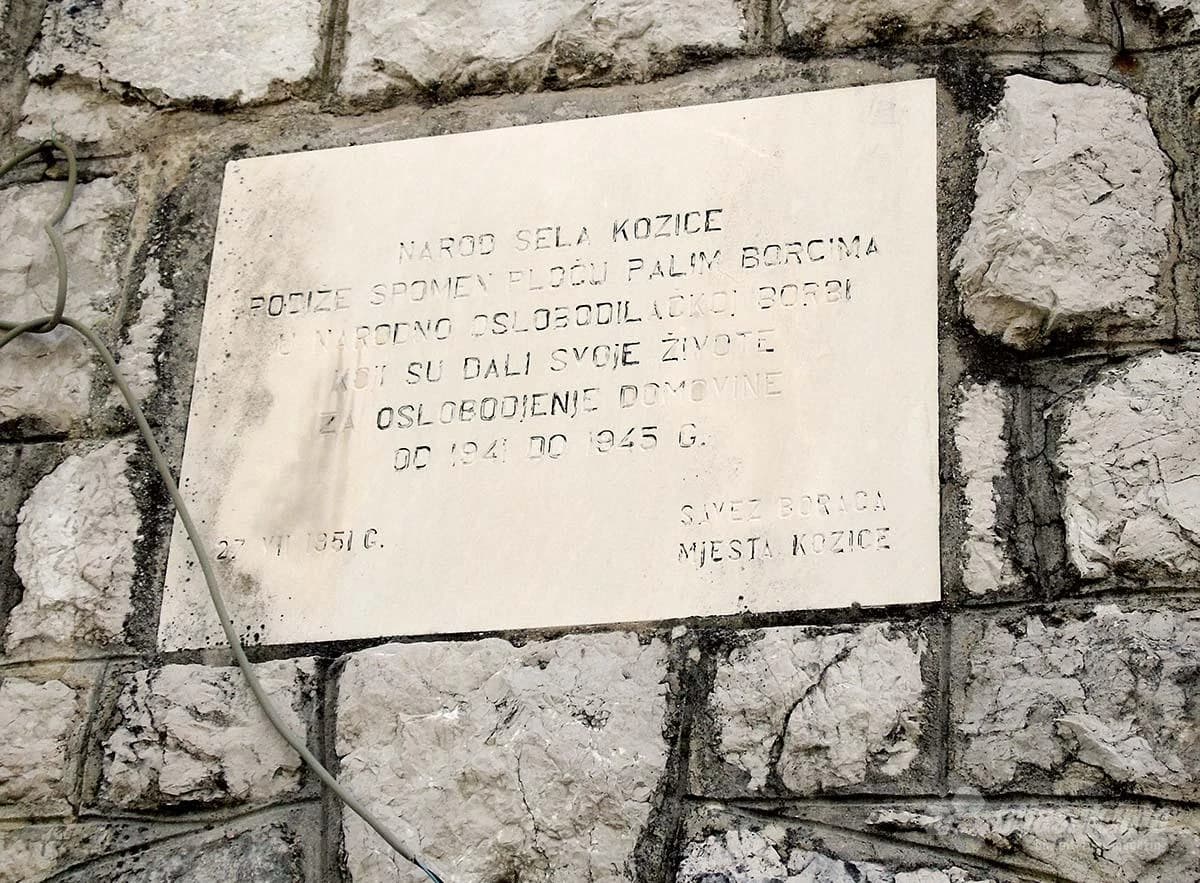 NAROD SELA KOZICE
PODIŽE SPOMEN PLOČU PALIM BORCIMA
U NARODNO OSLOBODILAČKOJ BORBI
KOJI SU DALI SVOJE ŽIVOTE
ZA OSLOBODJENJE DOMOVINE
OD 1941 DO 1945 G.
27 VII 1951 G.
SAVEZ BORACA
MJESTA KOZICE